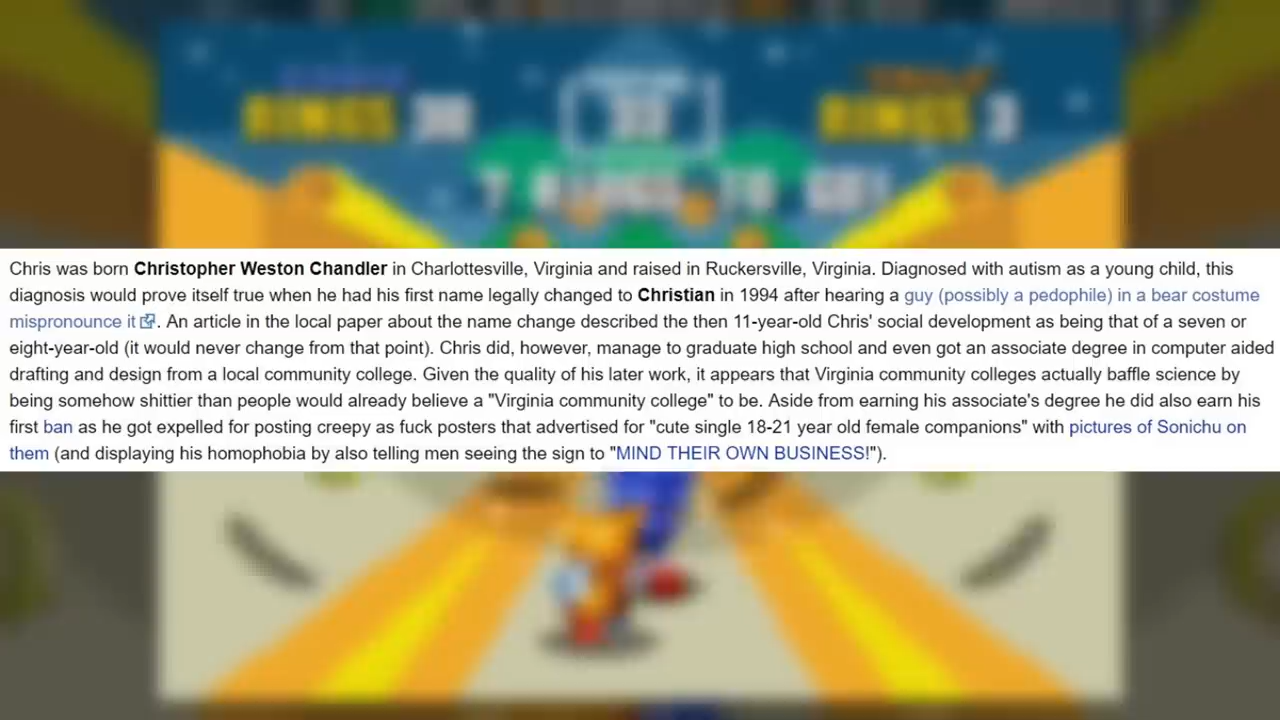 RINGS 30
RINGS 3
Chris was born Christopher Weston Chandler in Charlottesville, Virginia and raised in Ruckersville, Virginia. Diagnosed with autism as a young child, this
diagnosis would prove itself true when he had his first name legally changed to Christian in 1994 after hearing a guy (possibly a pedophile) in a bear costume
mispronounce it. An article in the local paper about the name change described the then 11-year-old Chris' social development as being that of a seven or
eight-year-old (it would never change from that point). Chris did, however, manage to graduate high school and even got an associate degree in computer aided
drafting and design from a local community college. Given the quality of his later work, it appears that Virginia community colleges actually baffle science by
being somehow shittier than people would already believe a "Virginia community college" to be. Aside from earning his associate's degree he did also earn his
first ban as he got expelled for posting creepy as fuck posters that advertised for "cute single 18-21 year old female companions" with pictures of Sonichu on
them (and displaying his homophobia by also telling men seeing the sign to "MIND THEIR OWN BUSINESS!").